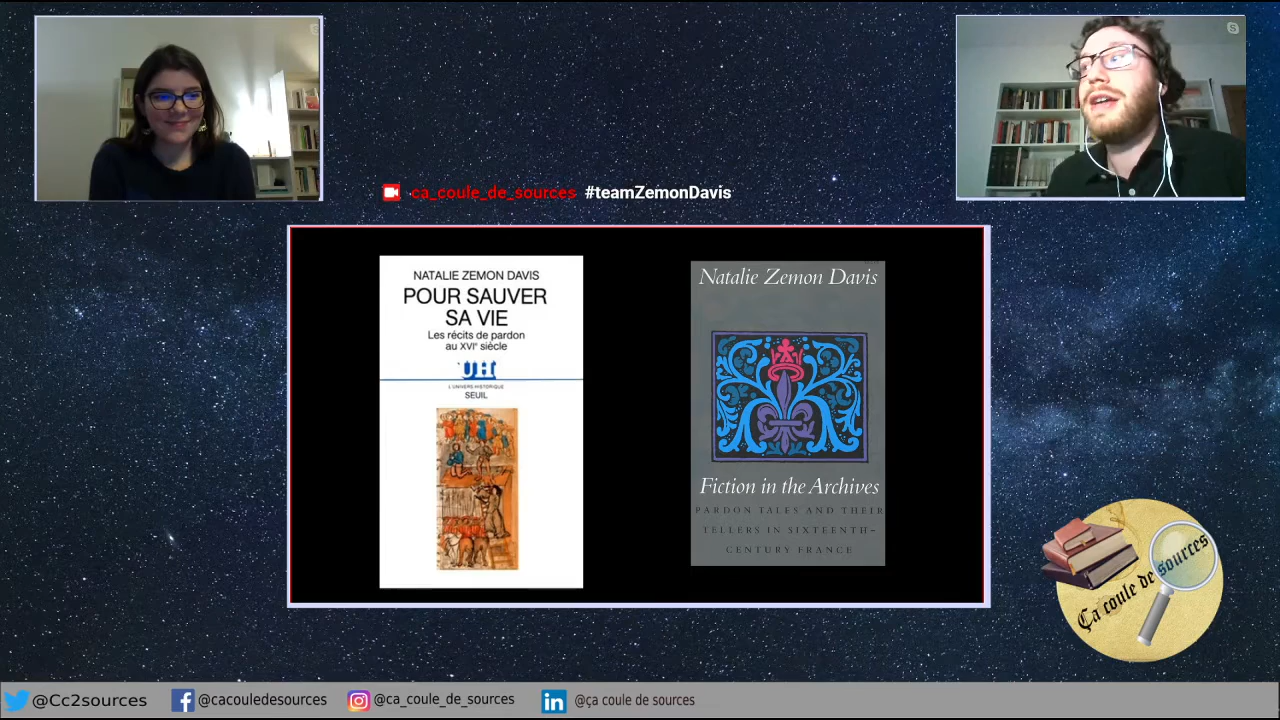 ca_coule_de_sources #teamZemonDavis
NATALIE ZEMON DAVIS
POUR SAUVER
SA VIE
Les récits de pardon
au XVIe siècle
UH
L'UNIVERS HISTORIQUE
SEUIL
Natalie Zemon Davis
Fiction in the Archives
PARDON TALES AND THEIR
TELLERS IN SIXTEENTH-
CENTURY FRANCE
Ça coule de sources
@Cc2sources
@cacouledesources
@ca_coule_de_sources
in
@ça coule de sources